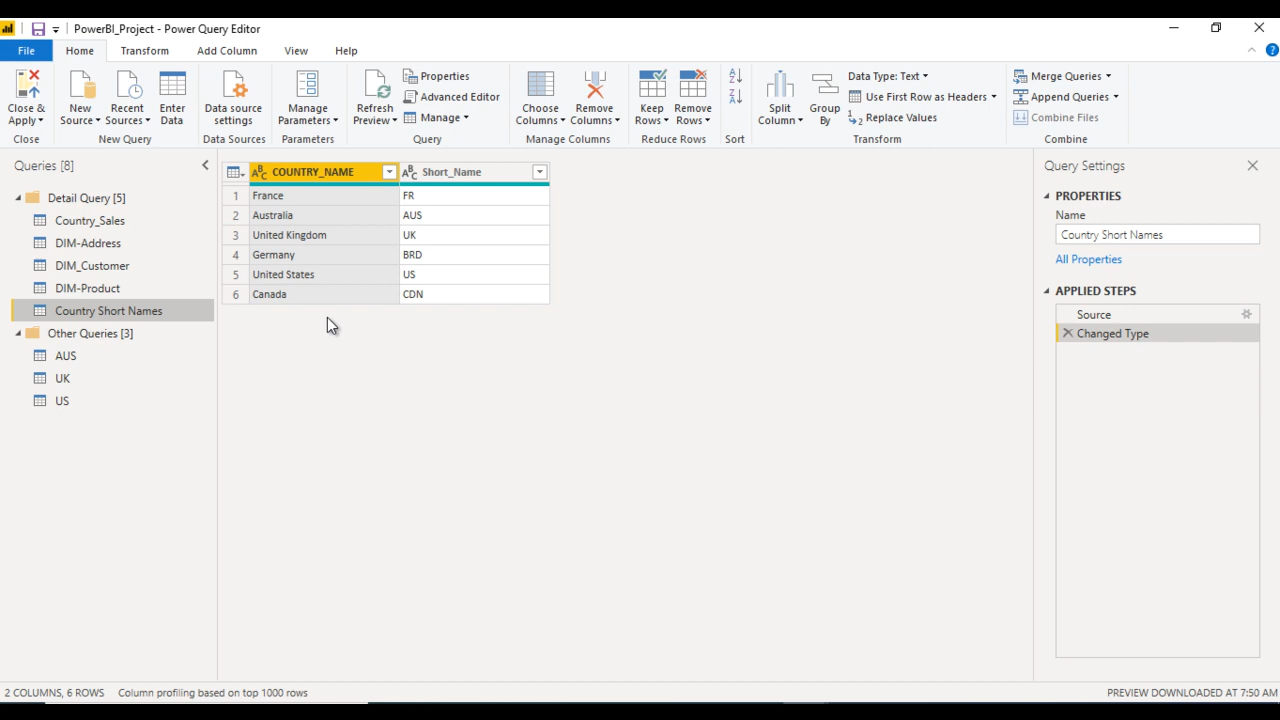 PowerBI_Project - Power Query Editor
File Home Transform Add Column View Help
Close & Apply
New Source
Recent Sources
Enter Data
Data source settings
Manage Parameters
Refresh Preview
Properties
Advanced Editor
Manage
Choose Columns
Remove Columns
Keep Rows
Remove Rows
Split Column
Group By
Data Type: Text
Use First Row as Headers
Replace Values
Merge Queries
Append Queries
Combine Files
Close New Query Data Sources Parameters Query Manage Columns Reduce Rows Sort Transform Combine
Queries [8]
Detail Query [5]
Country_Sales
DIM-Address
DIM_Customer
DIM-Product
Country Short Names
Other Queries [3]
AUS
UK
US
COUNTRY_NAME Short_Name
1 France FR
2 Australia AUS
3 United Kingdom UK
4 Germany BRD
5 United States US
6 Canada CDN
Query Settings
PROPERTIES
Name
Country Short Names
All Properties
APPLIED STEPS
Source
Changed Type
2 COLUMNS, 6 ROWS Column profiling based on top 1000 rows
PREVIEW DOWNLOADED AT 7:50 AM